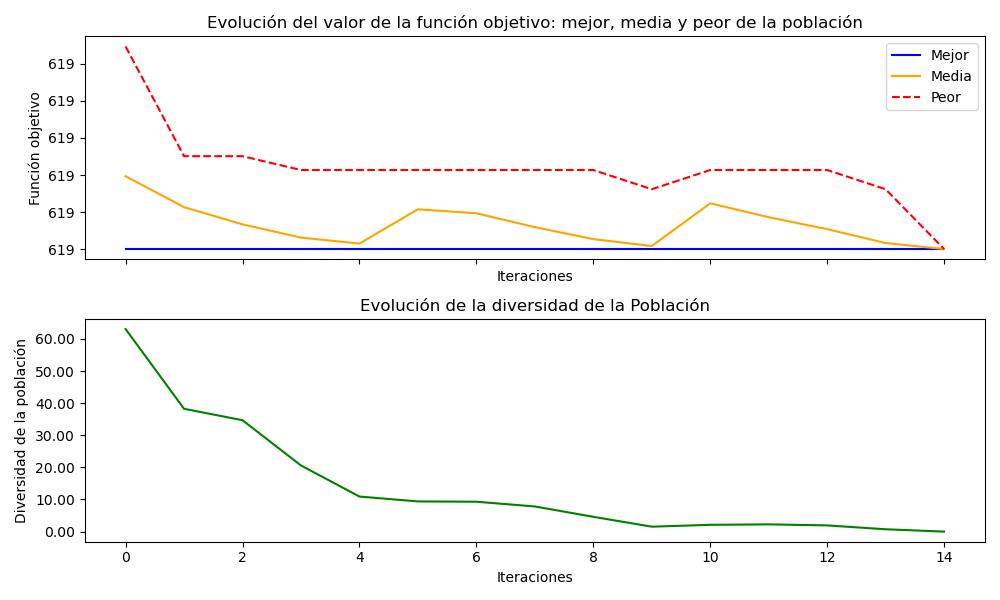 Evolución del valor de la función objetivo: mejor, media y peor de la población
Función objetivo
619
619
619
619
619
619
Mejor
Media
Peor
Iteraciones
Evolución de la diversidad de la Población
Diversidad de la población
60.00
50.00
40.00
30.00
20.00
10.00
0.00
0 2 4 6 8 10 12 14
Iteraciones